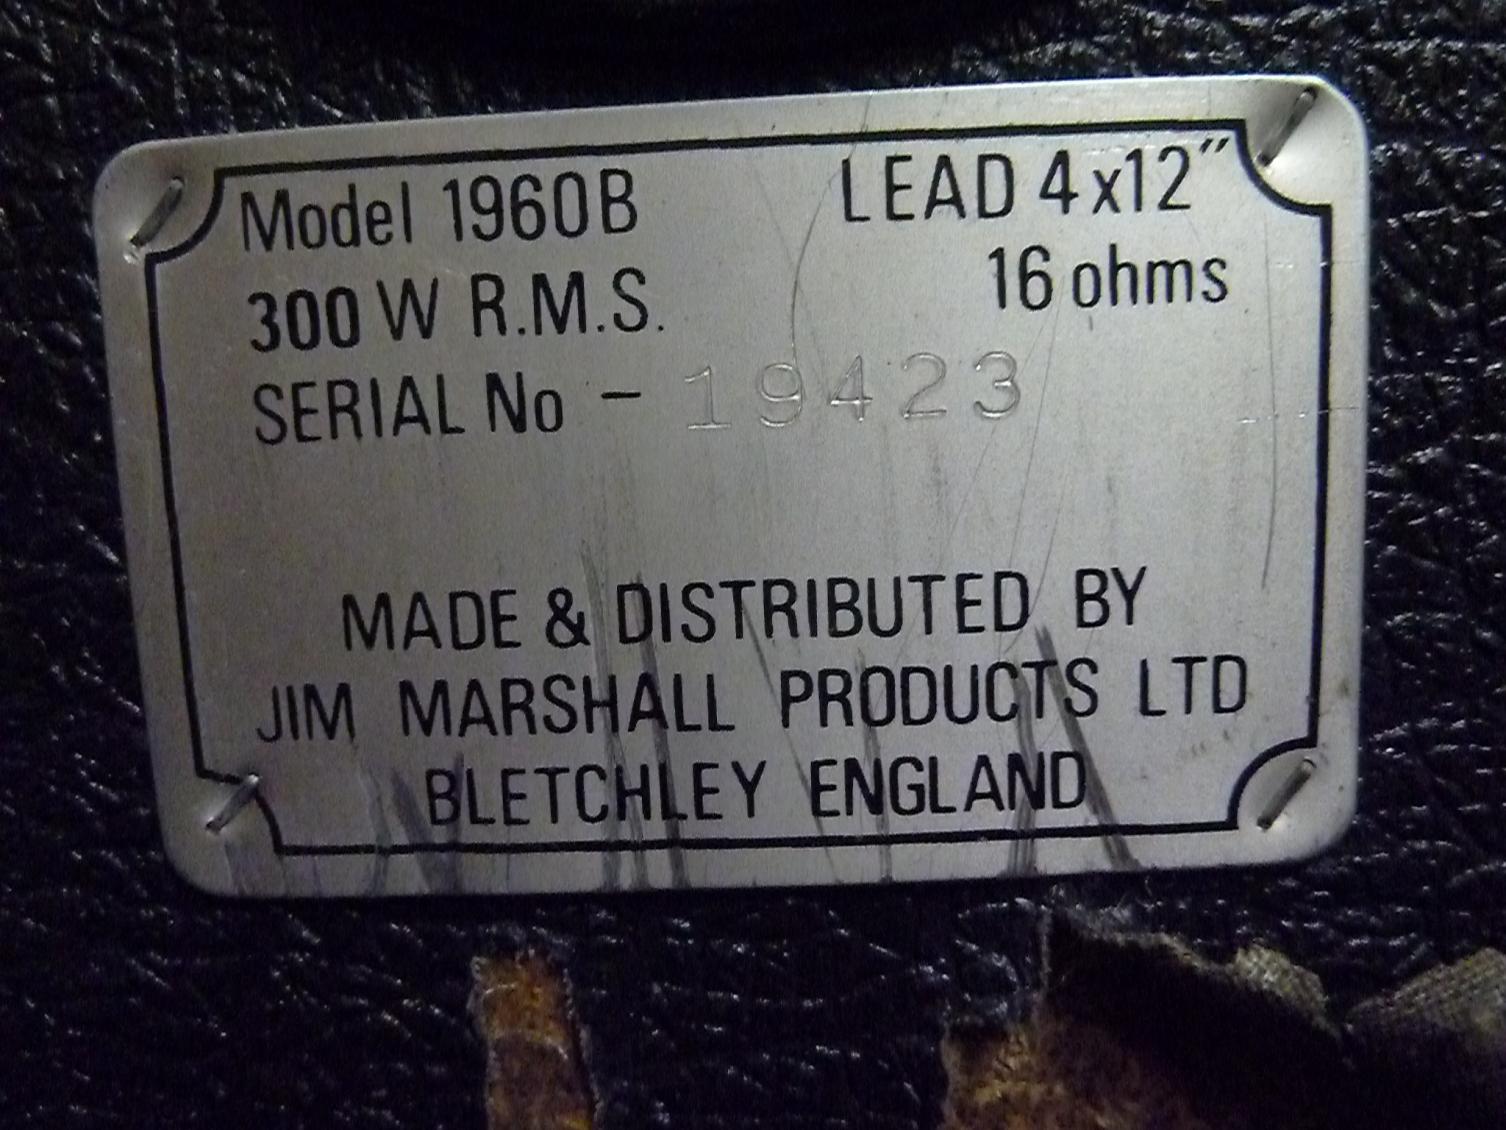 Model 1960B LEAD 4x12"
300 W R.M.S. 16 ohms
SERIAL No - 19423
MADE & DISTRIBUTED BY
JIM MARSHALL PRODUCTS LTD
BLETCHLEY ENGLAND